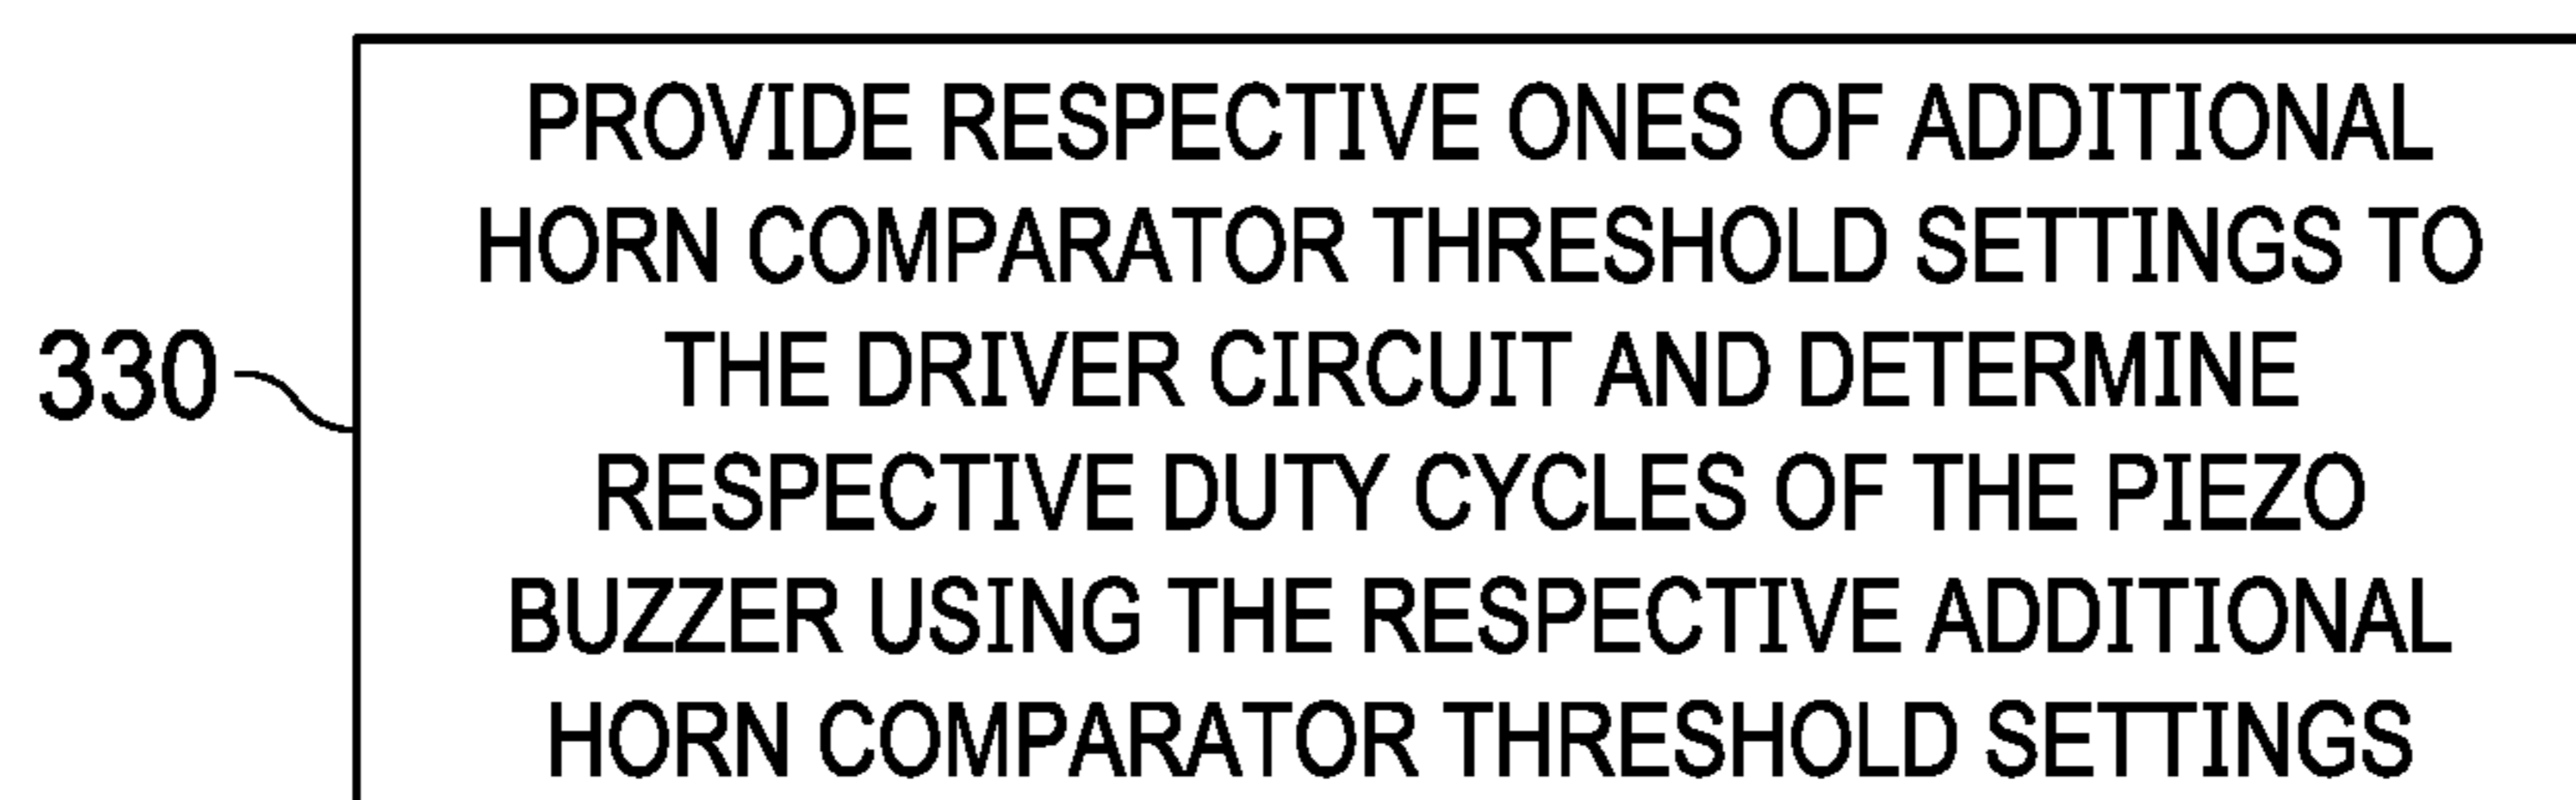 PROVIDE RESPECTIVE ONES OF ADDITIONAL
HORN COMPARATOR THRESHOLD SETTINGS TO
330 THE DRIVER CIRCUIT AND DETERMINE
RESPECTIVE DUTY CYCLES OF THE PIEZO
BUZZER USING THE RESPECTIVE ADDITIONAL
HORN COMPARATOR THRESHOLD SETTINGS